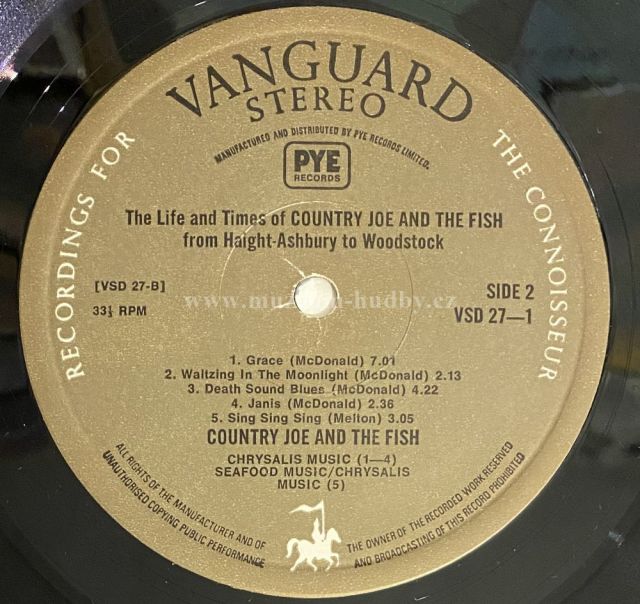 VANGUARD
STEREO
RECORDINGS FOR THE CONNOISSEUR
MANUFACTURED AND DISTRIBUTED BY PYE RECORDS LIMITED.
PYE
RECORDS
The Life and Times of COUNTRY JOE AND THE FISH
from Haight-Ashbury to Woodstock
[VSD 27-B]
33⅓ RPM
SIDE 2
VSD 27—1
www.muzeum-hudby.cz
1. Grace (McDonald) 7.01
2. Waltzing In The Moonlight (McDonald) 2.13
3. Death Sound Blues (McDonald) 4.22
4. Janis (McDonald) 2.36
5. Sing Sing Sing (Melton) 3.05
COUNTRY JOE AND THE FISH
CHRYSALIS MUSIC (1—4)
SEAFOOD MUSIC/CHRYSALIS
MUSIC (5)
ALL RIGHTS OF THE MANUFACTURER AND OF THE OWNER OF THE RECORDED WORK RESERVED
UNAUTHORISED COPYING PUBLIC PERFORMANCE AND BROADCASTING OF THIS RECORD PROHIBITED